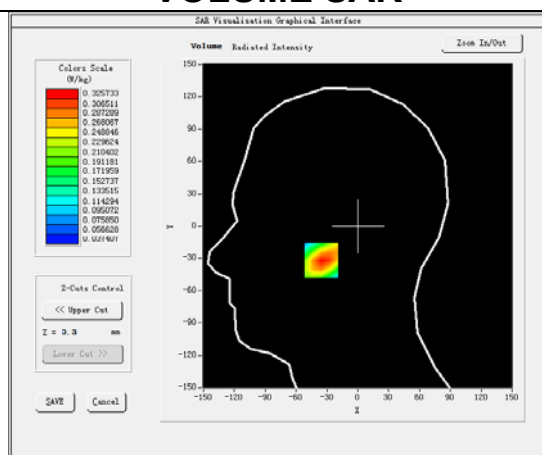 VOLUME SAR
SAR Visualisation Graphical Interface
Volume Radiated Intensity
Zoom In/Out
Colors Scale
(W/kg)
0.325733
0.306511
0.287289
0.268067
0.248846
0.229624
0.210402
0.191181
0.171959
0.152737
0.133515
0.114294
0.095072
0.075850
0.056628
0.037407
150
120
90
60
30
0
-30
-60
-90
-120
-150
Y
-150 -120 -90 -60 -30 0 30 60 90 120 150
X
Z-Cuts Control
<< Upper Cut
Z = 3.3 mm
Lower Cut >>
SAVE Cancel